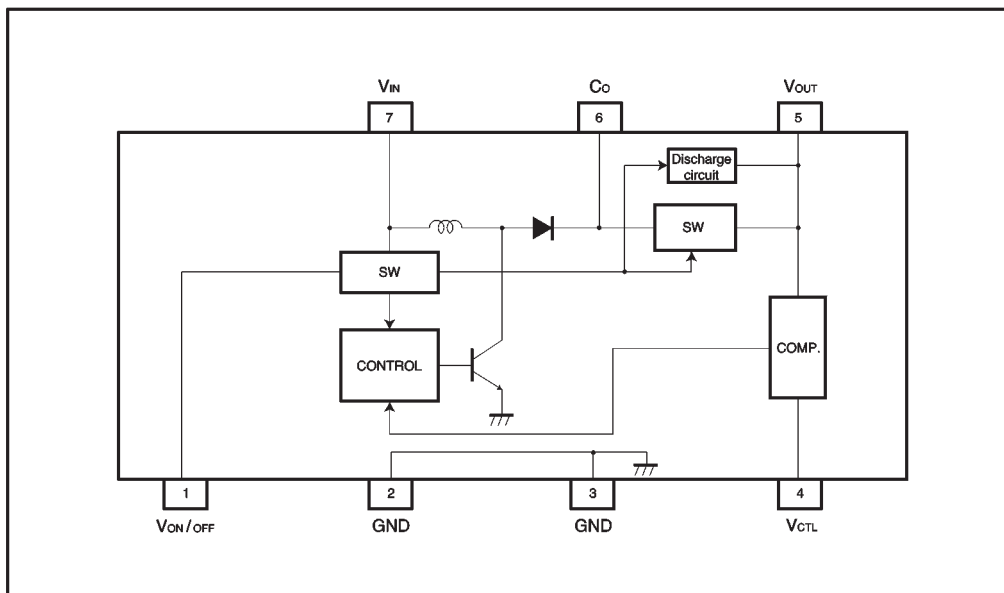 VIN
CO
VOUT
7
6
5
Discharge
circuit
SW
SW
CONTROL
COMP.
1
2
3
4
VON / OFF
GND
GND
VCTL